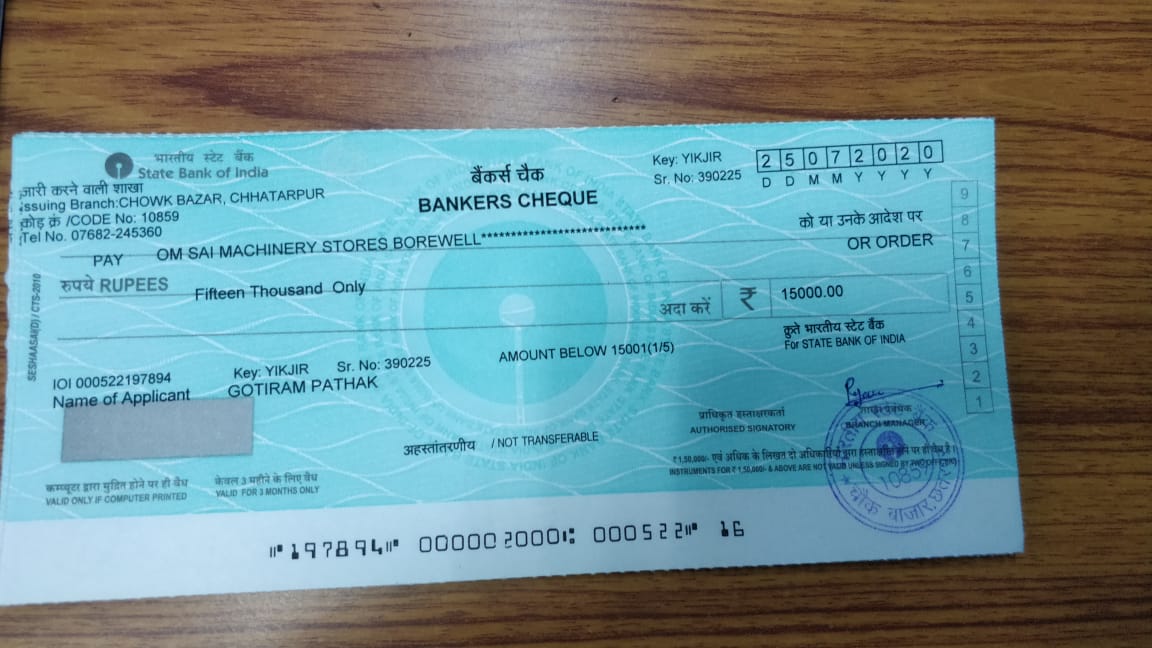 भारतीय स्टेट बैंक
State Bank of India
जारी करने वाली शाखा
Issuing Branch:CHOWK BAZAR, CHHATARPUR
कोड़ क्रं /CODE No: 10859
Tel No. 07682-245360
बैंकर्स चैक
BANKERS CHEQUE
Key: YIKJIR
Sr. No: 390225
2 5 0 7 2 0 2 0
D D M M Y Y Y Y
PAY OM SAI MACHINERY STORES BOREWELL*****************************
को या उनके आदेश पर
OR ORDER
रुपये RUPEES Fifteen Thousand Only
अदा करें ₹ 15000.00
कृते भारतीय स्टेट बैंक
For STATE BANK OF INDIA
9
8
7
6
5
4
3
2
1
SESHAASAI(D) / CTS-2010
AMOUNT BELOW 15001(1/5)
IOI 000522197894 Key: YIKJIR Sr. No: 390225
Name of Applicant GOTIRAM PATHAK
अहस्तांतरणीय / NOT TRANSFERABLE
प्राधिकृत हस्ताक्षरकर्ता
AUTHORISED SIGNATORY
शाखा प्रबंधक
BRANCH MANAGER
₹ 1,50,000/- एवं अधिक के लिखत दो अधिकारियों द्वारा हस्ताक्षरित होने पर ही वैध है।
INSTRUMENTS FOR ₹ 1,50,000/- & ABOVE ARE NOT VALID UNLESS SIGNED BY TWO OFFICERS
चौक बाजार
कम्प्यूटर द्वारा मुद्रित होने पर ही वैध
VALID ONLY IF COMPUTER PRINTED
केवल 3 महीने के लिए वैध
VALID FOR 3 MONTHS ONLY
⑈197894⑈ 000002000⑆ 000522⑈ 16